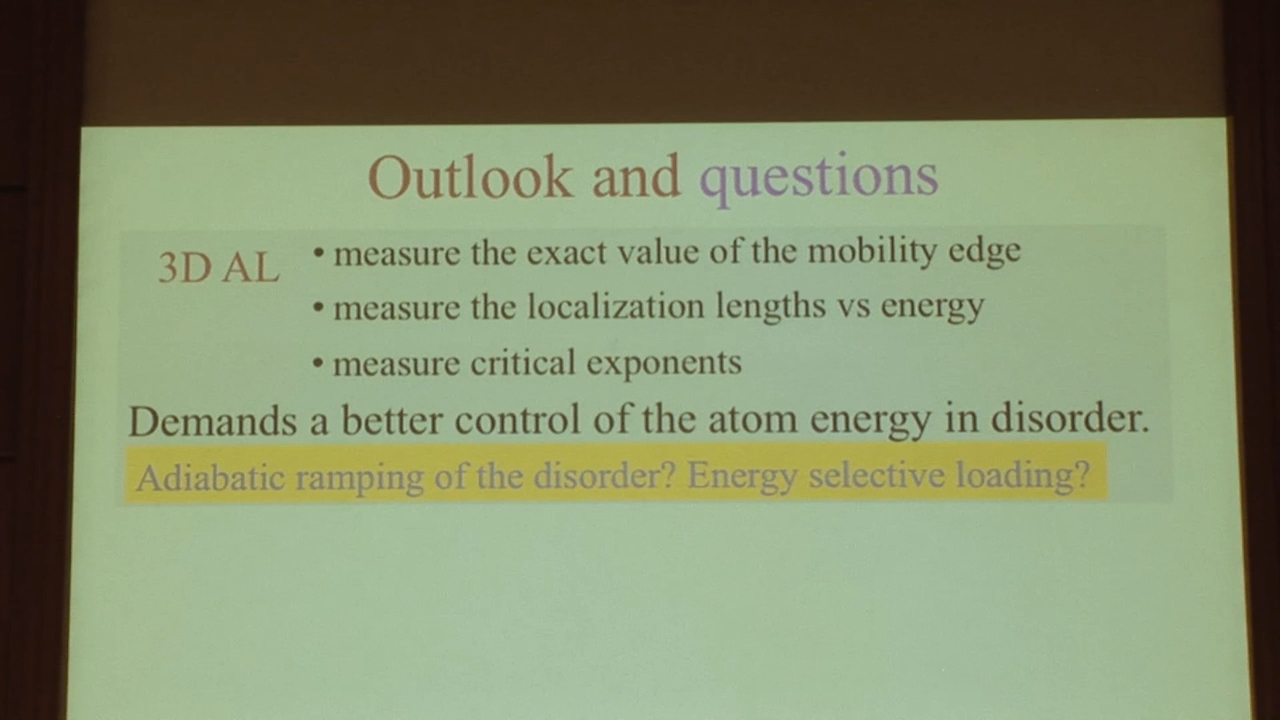 Outlook and questions
3D AL • measure the exact value of the mobility edge
• measure the localization lengths vs energy
• measure critical exponents
Demands a better control of the atom energy in disorder.
Adiabatic ramping of the disorder? Energy selective loading?